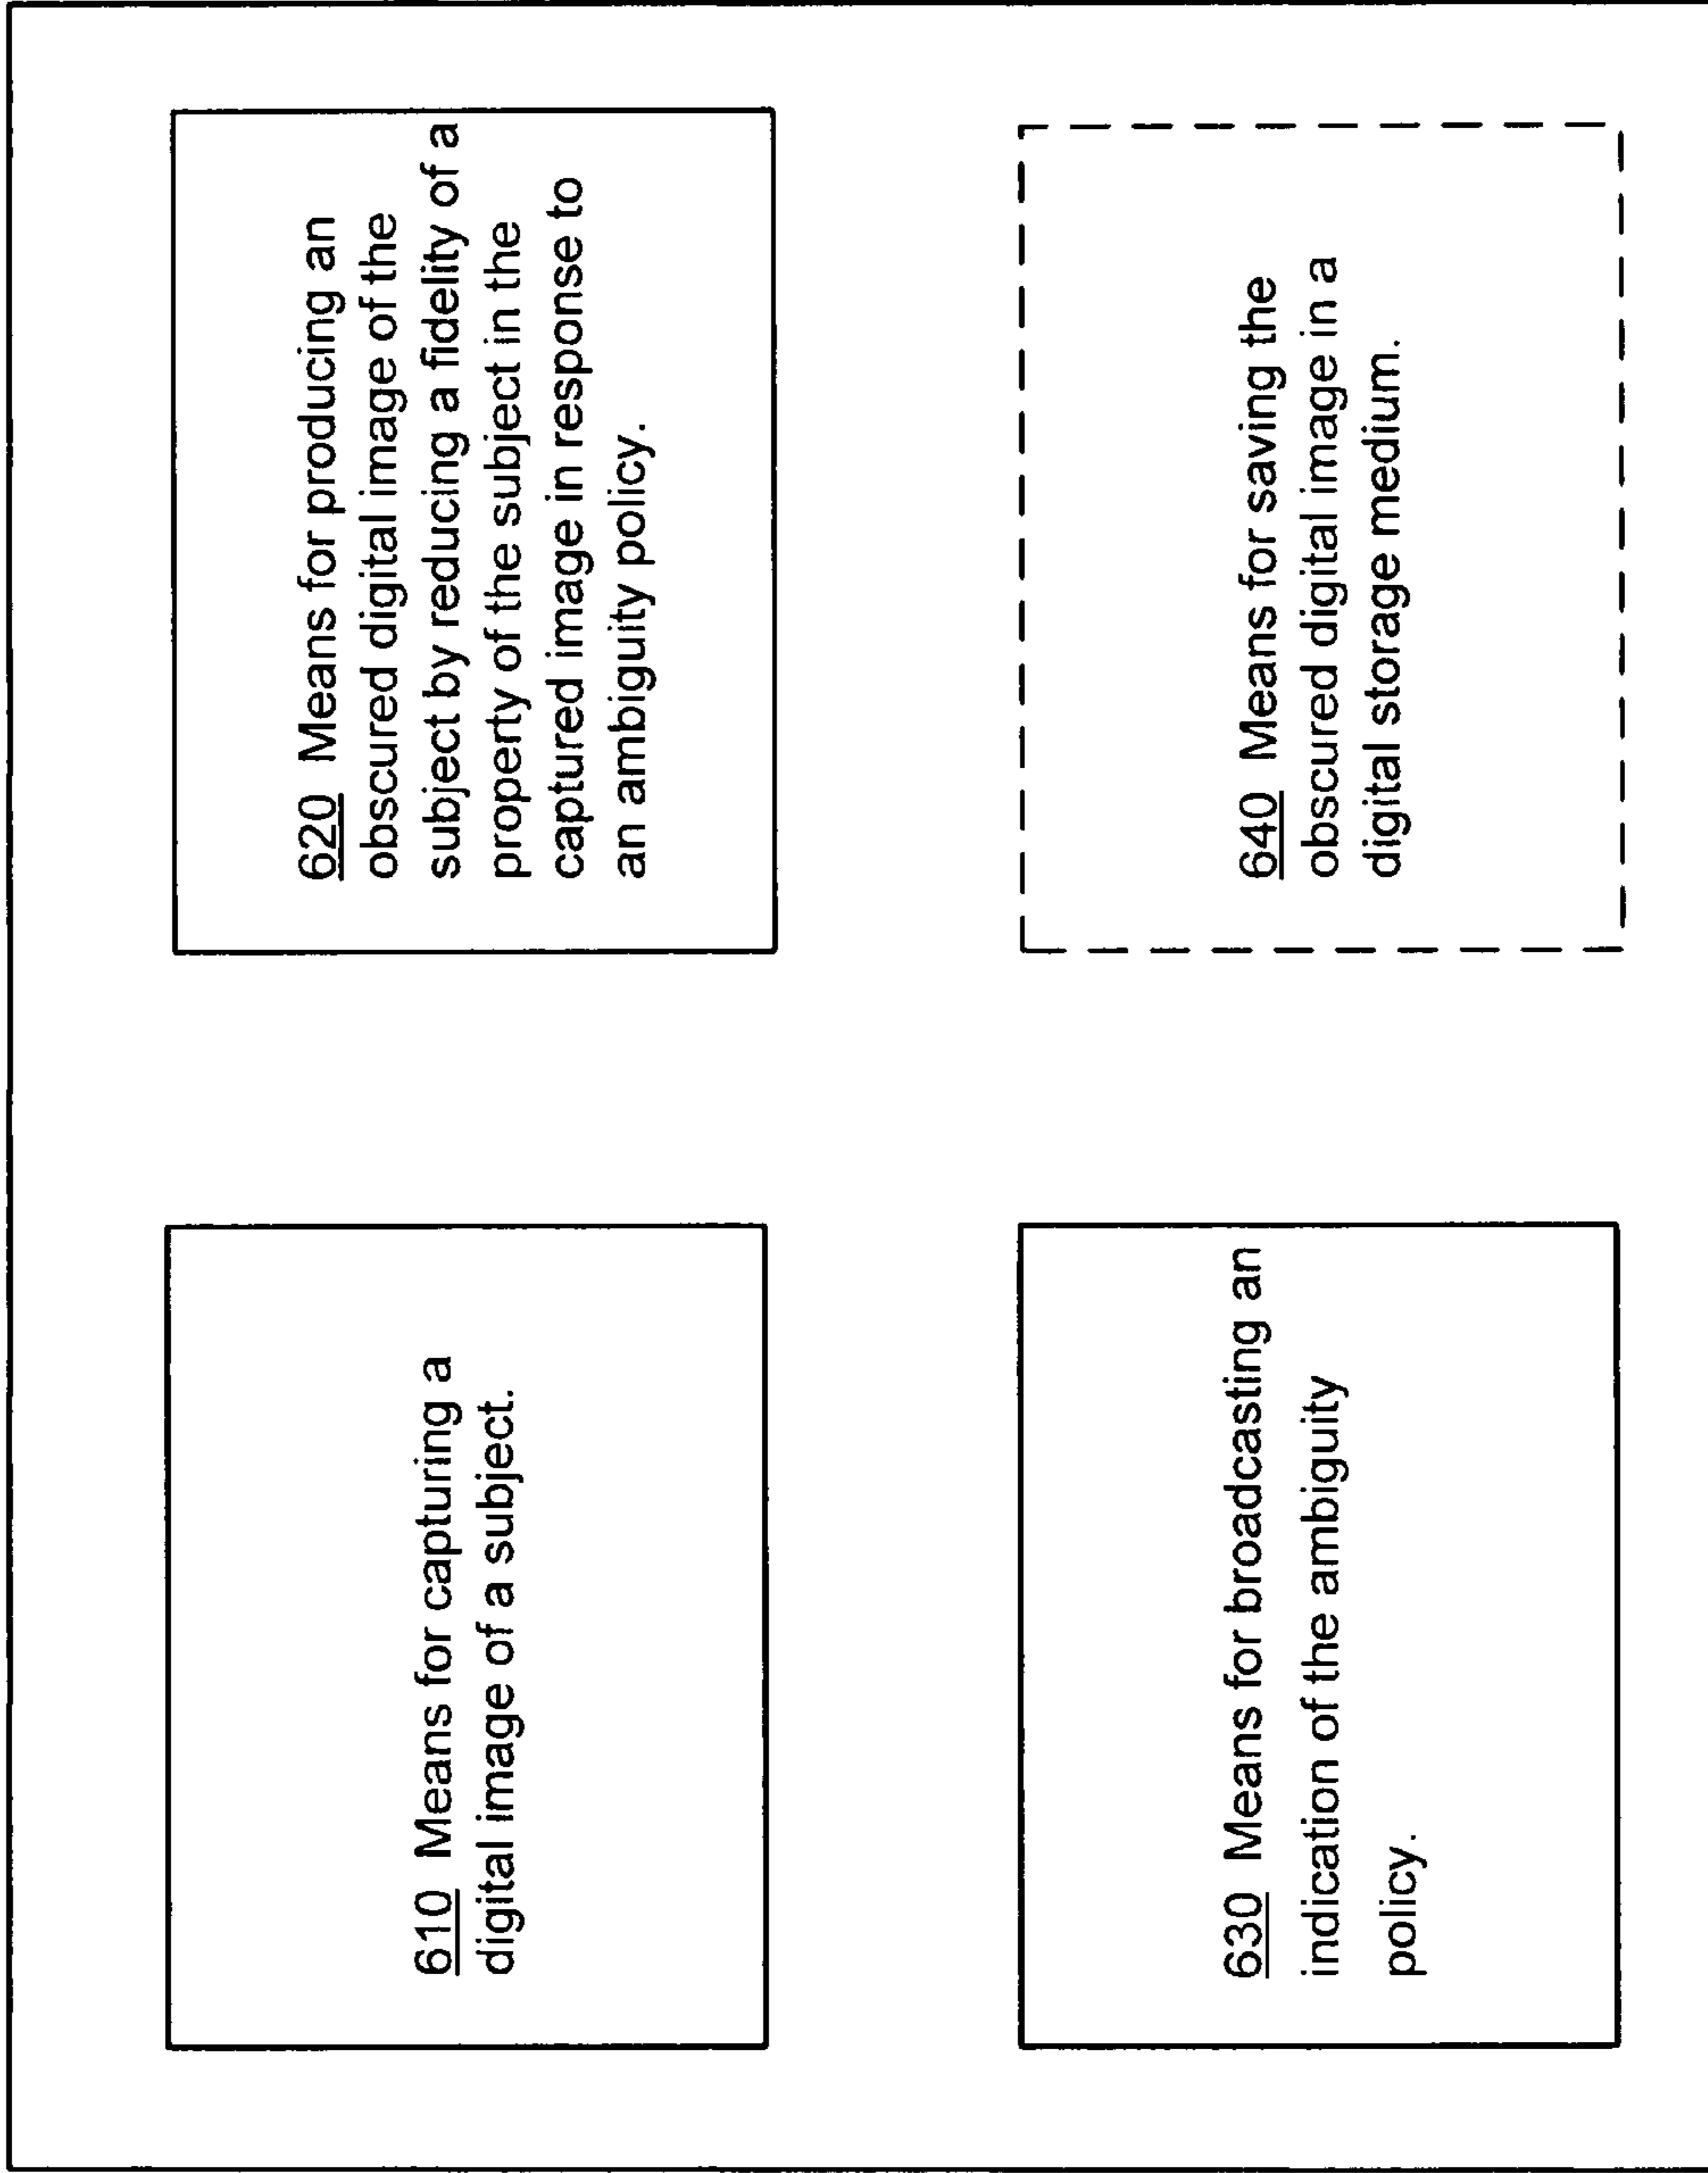 610 Means for capturing a
digital image of a subject.
620 Means for producing an
obscured digital image of the
subject by reducing a fidelity of a
property of the subject in the
captured image in response to
an ambiguity policy.
630 Means for broadcasting an
indication of the ambiguity
policy.
640 Means for saving the
obscured digital image in a
digital storage medium.